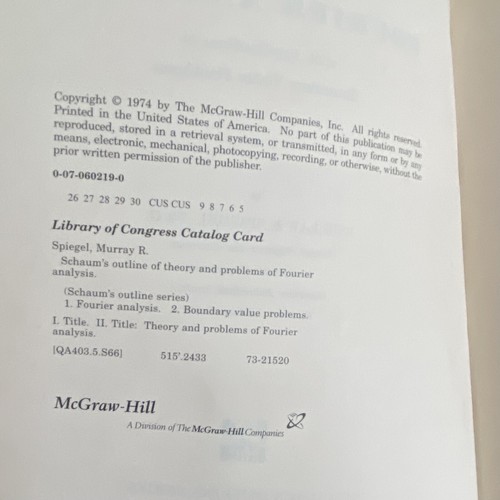 Copyright © 1974 by The McGraw-Hill Companies, Inc. All rights reserved.
Printed in the United States of America. No part of this publication may be
reproduced, stored in a retrieval system, or transmitted, in any form or by any
means, electronic, mechanical, photocopying, recording, or otherwise, without the
prior written permission of the publisher.
0-07-060219-0
26 27 28 29 30 CUS CUS 9 8 7 6 5
Library of Congress Catalog Card
Spiegel, Murray R.
Schaum's outline of theory and problems of Fourier
analysis.
(Schaum's outline series)
1. Fourier analysis. 2. Boundary value problems.
I. Title. II. Title: Theory and problems of Fourier
analysis.
[QA403.5.S66] 515'.2433 73-21520
McGraw-Hill
A Division of The McGraw-Hill Companies